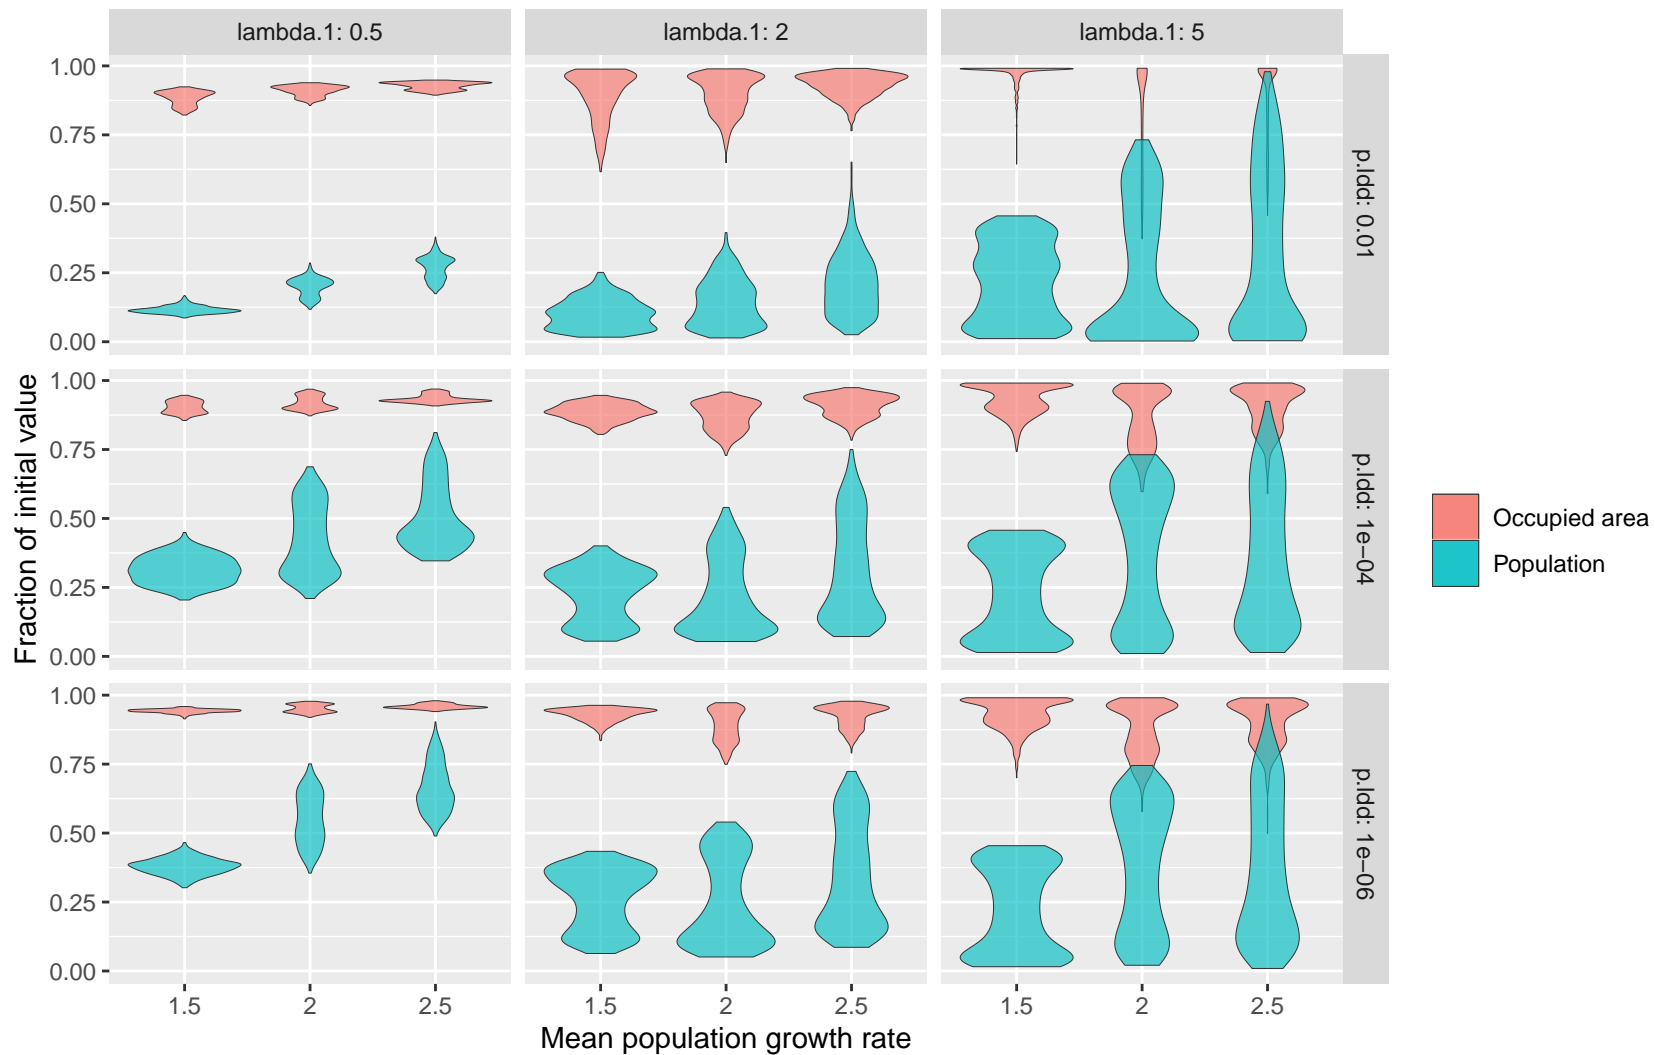 lambda.1: 0.5
lambda.1: 2
lambda.1: 5
1.00
0.75
0.50
0.25
0.00
p.ldd: 0.01
1.00
0.75
0.50
0.25
0.00
p.ldd: 1e−04
1.00
0.75
0.50
0.25
0.00
p.ldd: 1e−06
Fraction of initial value
1.5 2 2.5
1.5 2 2.5
1.5 2 2.5
Mean population growth rate
Occupied area
Population